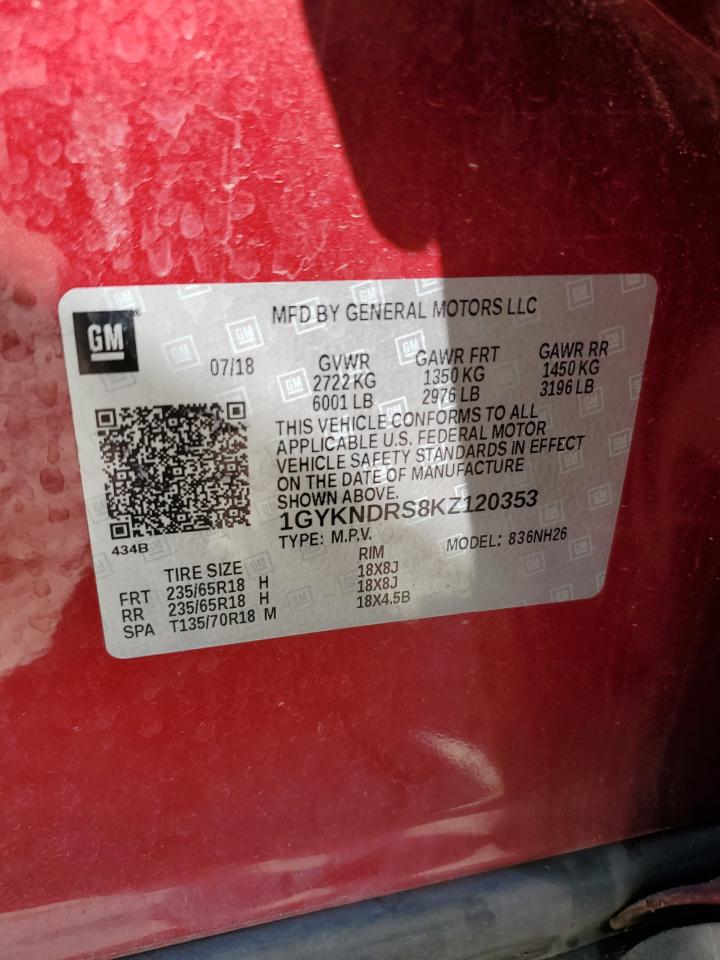 GM
MFD BY GENERAL MOTORS LLC
07/18 GVWR GAWR FRT GAWR RR
2722 KG 1350 KG 1450 KG
6001 LB 2976 LB 3196 LB
THIS VEHICLE CONFORMS TO ALL
APPLICABLE U.S. FEDERAL MOTOR
VEHICLE SAFETY STANDARDS IN EFFECT
ON THE DATE OF MANUFACTURE
SHOWN ABOVE.
1GYKNDRS8KZ120353
TYPE: M.P.V. MODEL: 836NH26
434B
TIRE SIZE RIM
FRT 235/65R18 H 18X8J
RR 235/65R18 H 18X8J
SPA T135/70R18 M 18X4.5B